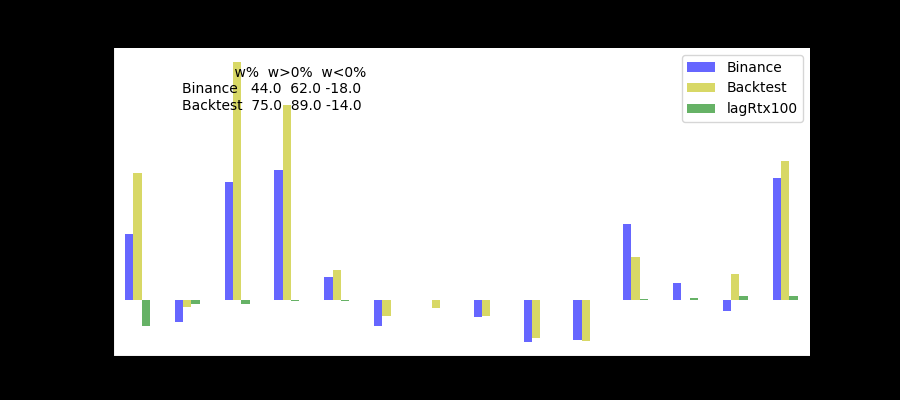 w% w>0% w<0%
Binance 44.0 62.0 -18.0
Backtest 75.0 89.0 -14.0
Binance
Backtest
lagRtx100